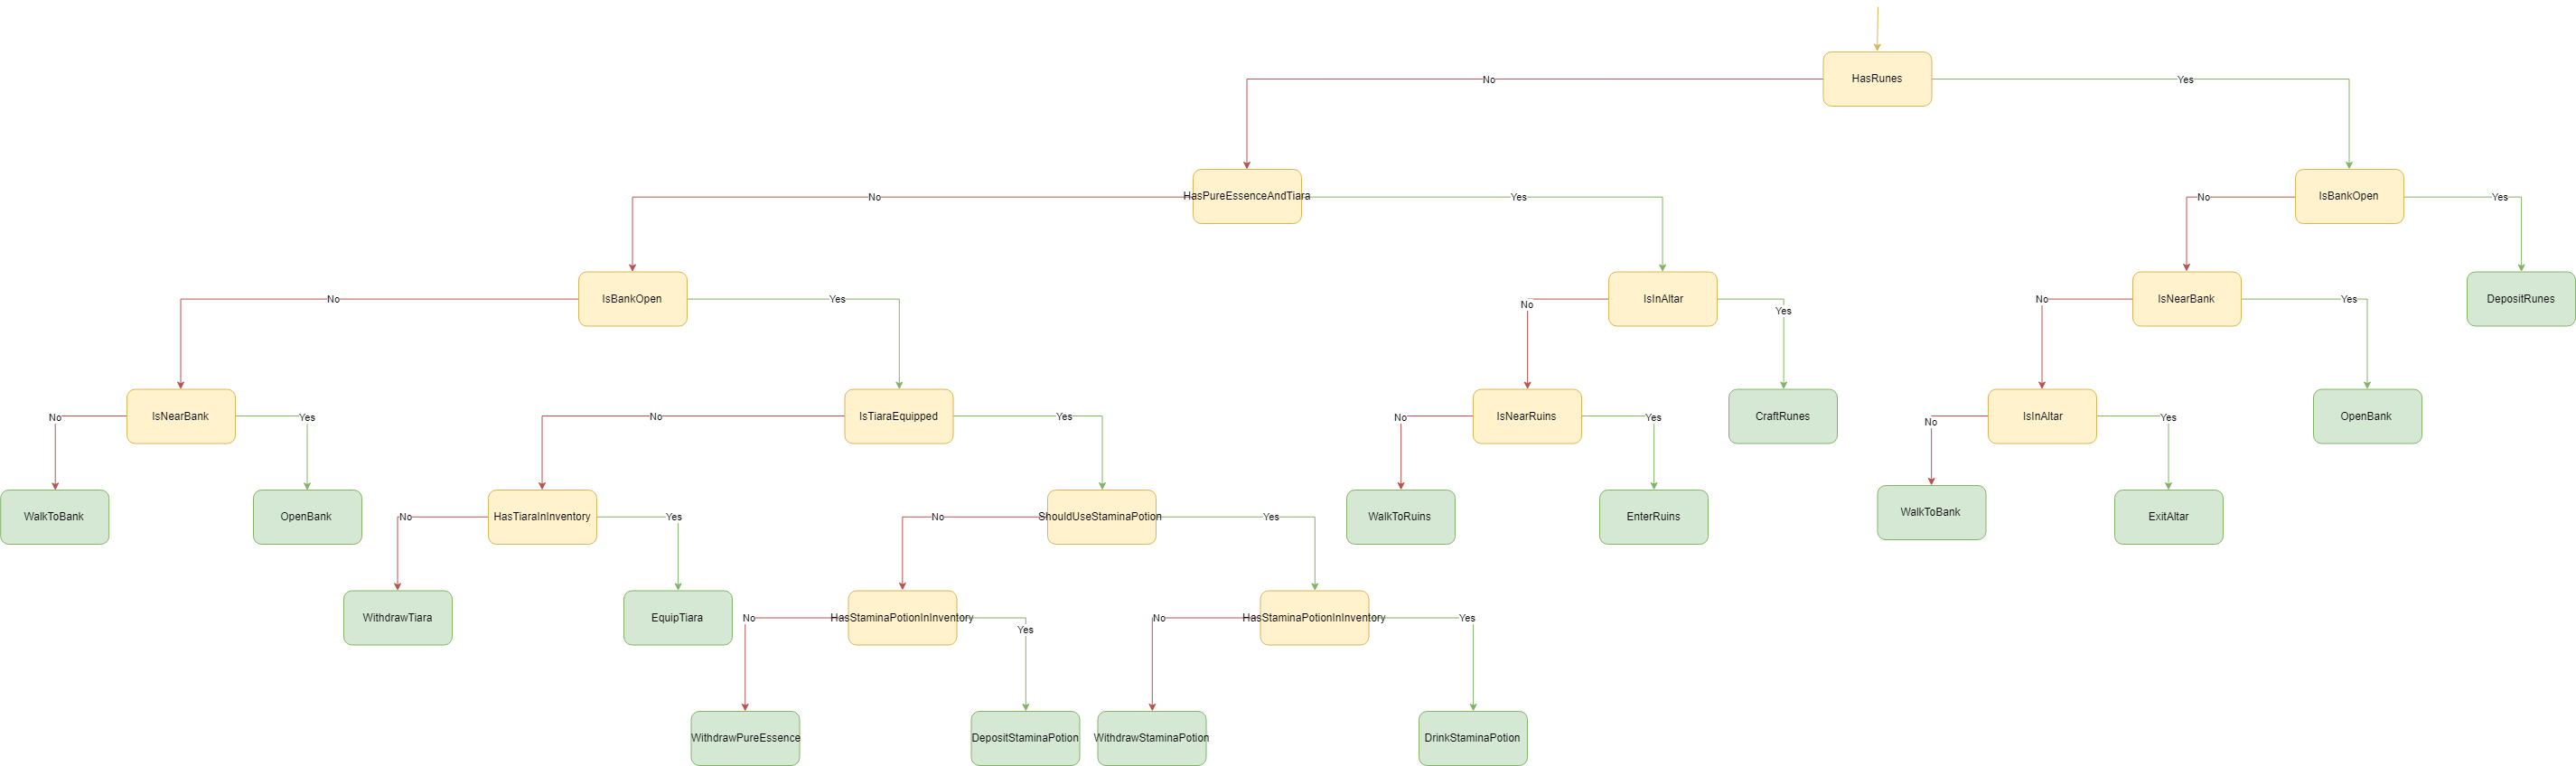 HasRunes
No
Yes
HasPureEssenceAndTiara
IsBankOpen
No
Yes
No
Yes
IsBankOpen
IsInAltar
IsNearBank
DepositRunes
No
Yes
No
Yes
No
Yes
IsNearBank
IsTiaraEquipped
IsNearRuins
CraftRunes
IsInAltar
OpenBank
No
Yes
No
Yes
No
Yes
No
Yes
WalkToBank
OpenBank
HasTiaraInInventory
ShouldUseStaminaPotion
WalkToRuins
EnterRuins
WalkToBank
ExitAltar
No
Yes
No
Yes
WithdrawTiara
EquipTiara
HasStaminaPotionInInventory
HasStaminaPotionInInventory
No
Yes
No
Yes
WithdrawPureEssence
DepositStaminaPotion
WithdrawStaminaPotion
DrinkStaminaPotion